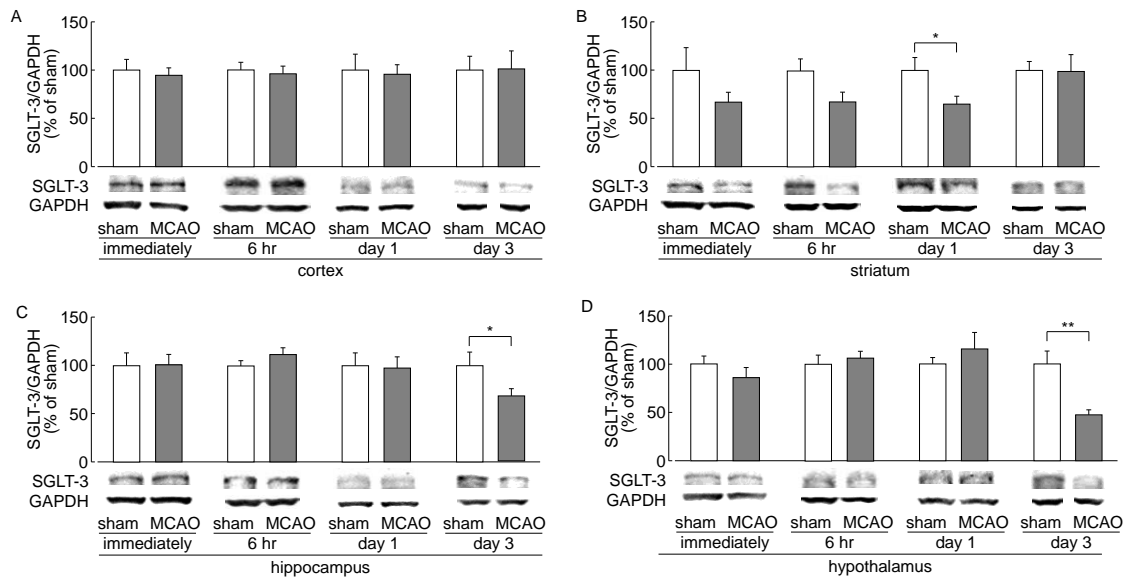 A
SGLT-3/GAPDH
(% of sham)
150
100
50
0
SGLT-3
GAPDH
sham MCAO sham MCAO sham MCAO sham MCAO
immediately 6 hr day 1 day 3
cortex
B
SGLT-3/GAPDH
(% of sham)
150
100
50
0
*
SGLT-3
GAPDH
sham MCAO sham MCAO sham MCAO sham MCAO
immediately 6 hr day 1 day 3
striatum
C
SGLT-3/GAPDH
(% of sham)
150
100
50
0
*
SGLT-3
GAPDH
sham MCAO sham MCAO sham MCAO sham MCAO
immediately 6 hr day 1 day 3
hippocampus
D
SGLT-3/GAPDH
(% of sham)
150
100
50
0
**
SGLT-3
GAPDH
sham MCAO sham MCAO sham MCAO sham MCAO
immediately 6 hr day 1 day 3
hypothalamus